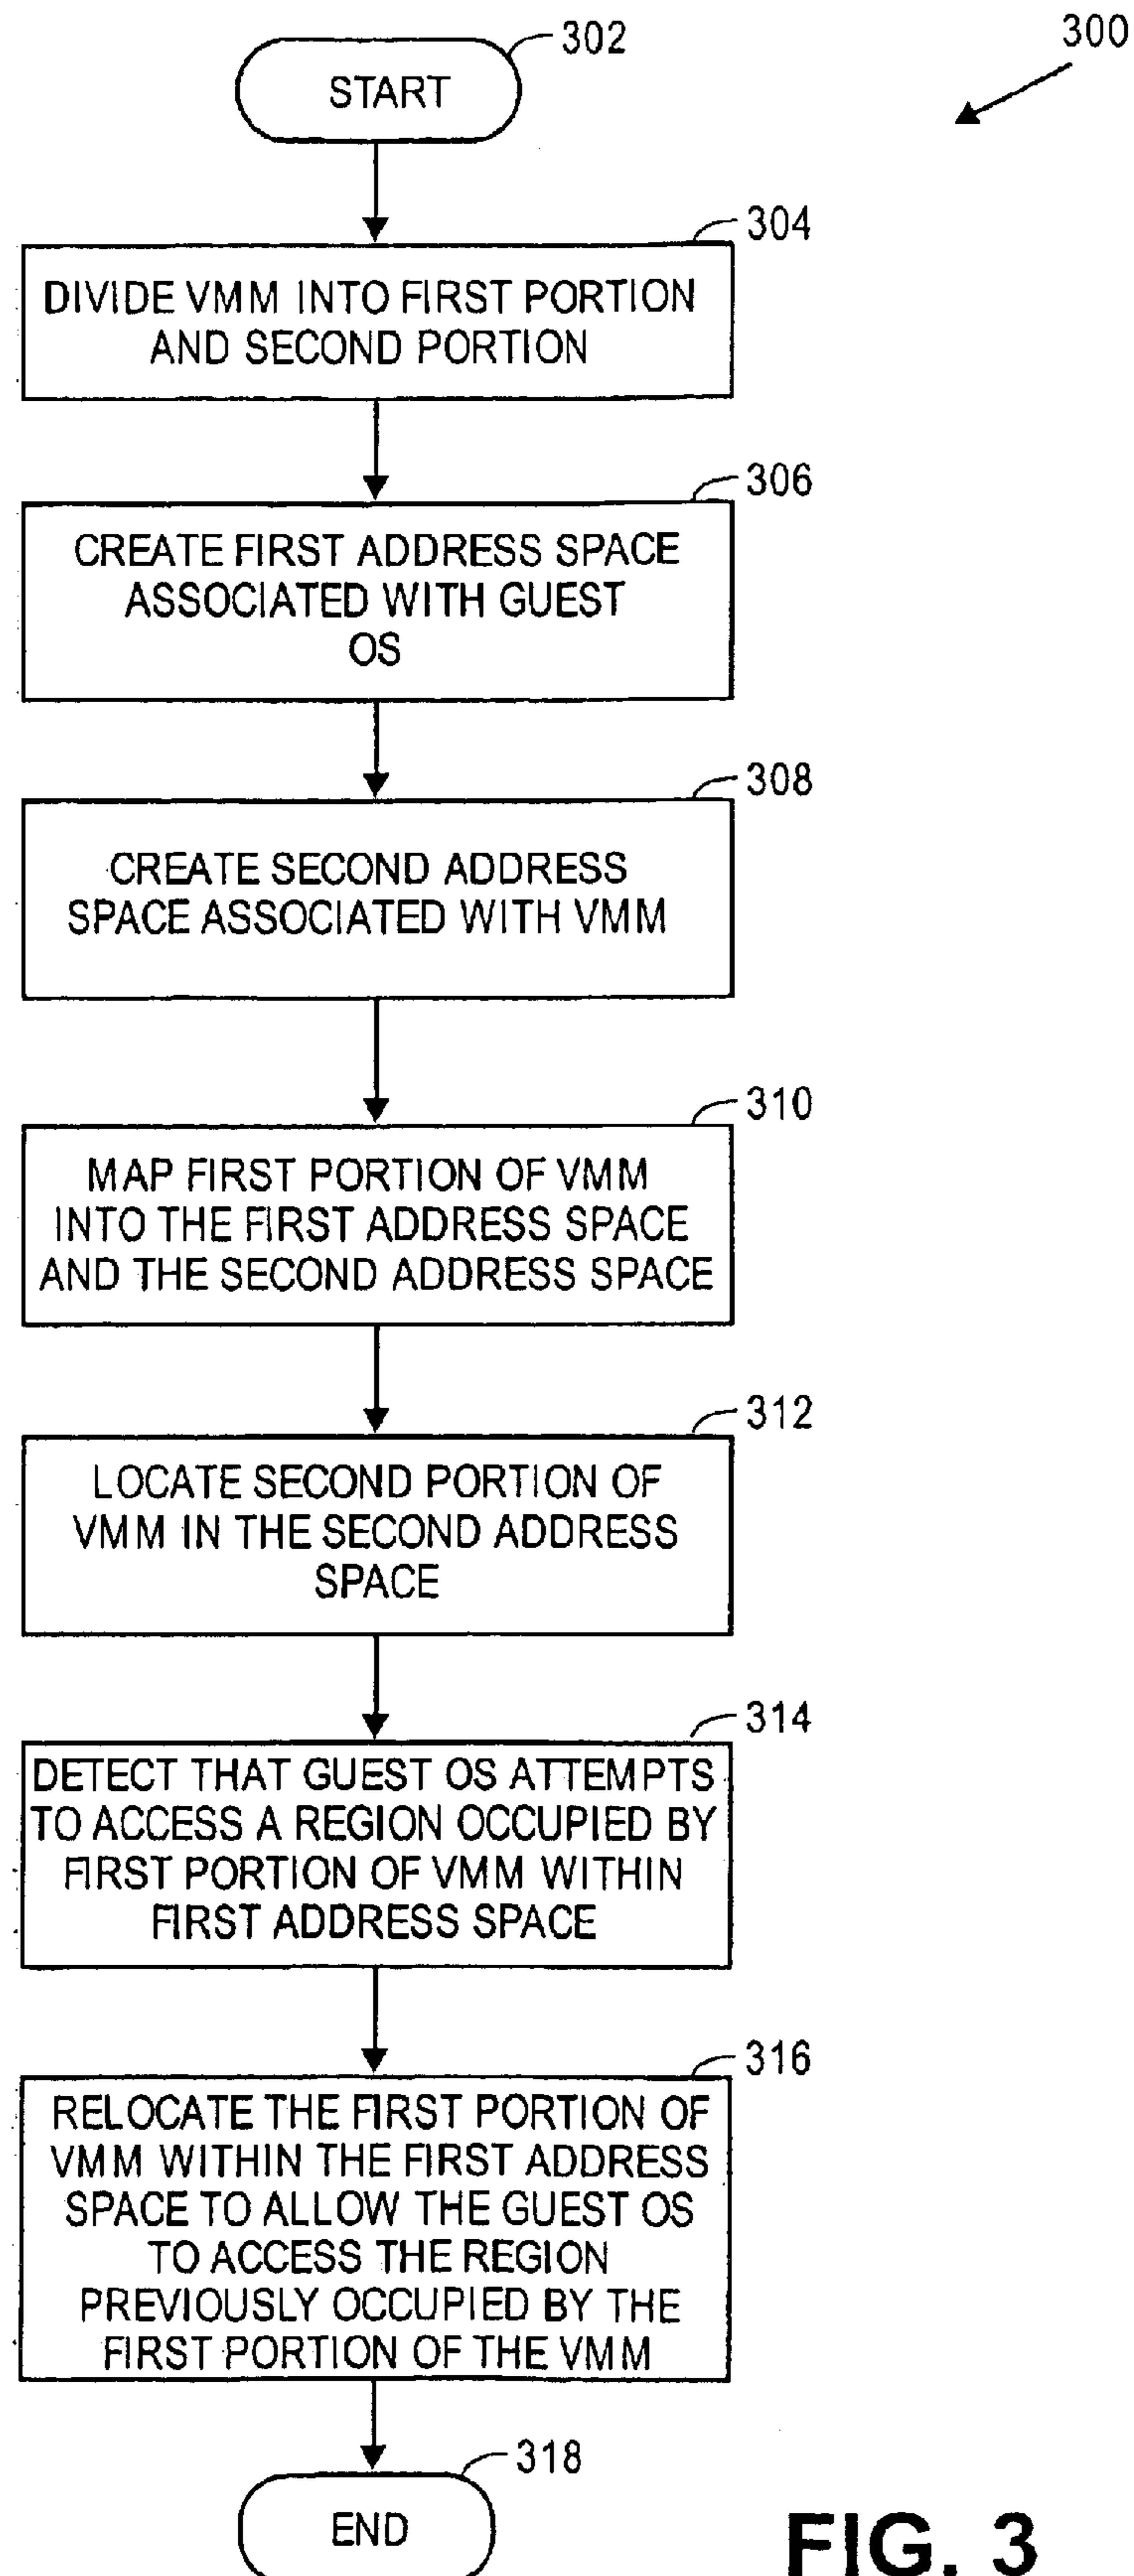 302
300
START
304
DIVIDE VMM INTO FIRST PORTION
AND SECOND PORTION
306
CREATE FIRST ADDRESS SPACE
ASSOCIATED WITH GUEST
OS
308
CREATE SECOND ADDRESS
SPACE ASSOCIATED WITH VMM
310
MAP FIRST PORTION OF VMM
INTO THE FIRST ADDRESS SPACE
AND THE SECOND ADDRESS SPACE
312
LOCATE SECOND PORTION OF
VMM IN THE SECOND ADDRESS
SPACE
314
DETECT THAT GUEST OS ATTEMPTS
TO ACCESS A REGION OCCUPIED BY
FIRST PORTION OF VMM WITHIN
FIRST ADDRESS SPACE
316
RELOCATE THE FIRST PORTION OF
VMM WITHIN THE FIRST ADDRESS
SPACE TO ALLOW THE GUEST OS
TO ACCESS THE REGION
PREVIOUSLY OCCUPIED BY THE
FIRST PORTION OF THE VMM
318
END
FIG. 3